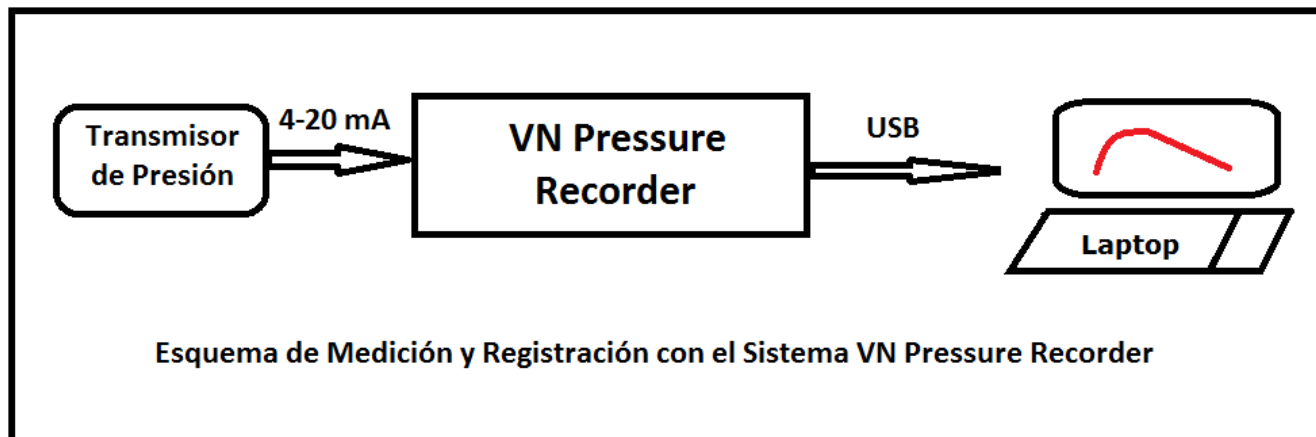 Transmisor
de Presión
4-20 mA
VN Pressure
Recorder
USB
Laptop
Esquema de Medición y Registración con el Sistema VN Pressure Recorder